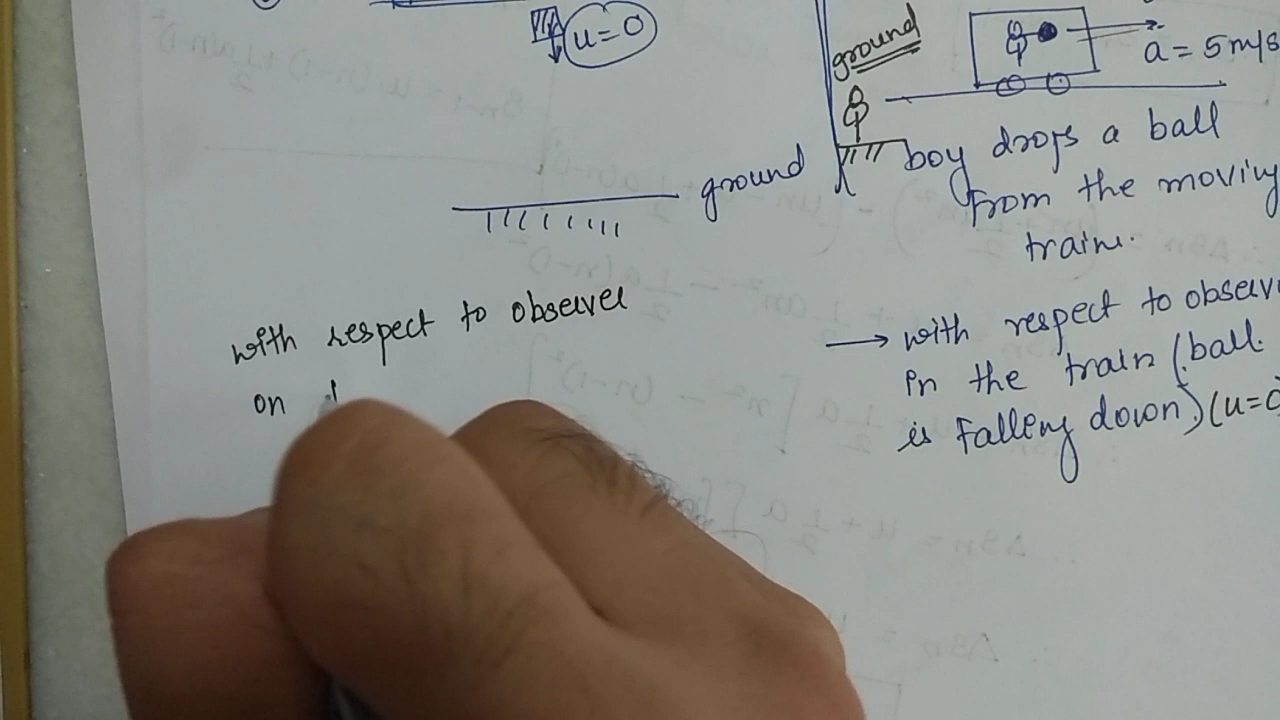 u=0
ground
a = 5 m/s
ground
boy drops a ball
from the moving
train.
with respect to observer
on
→ with respect to observe
in the train (ball
is falling down) (u=0